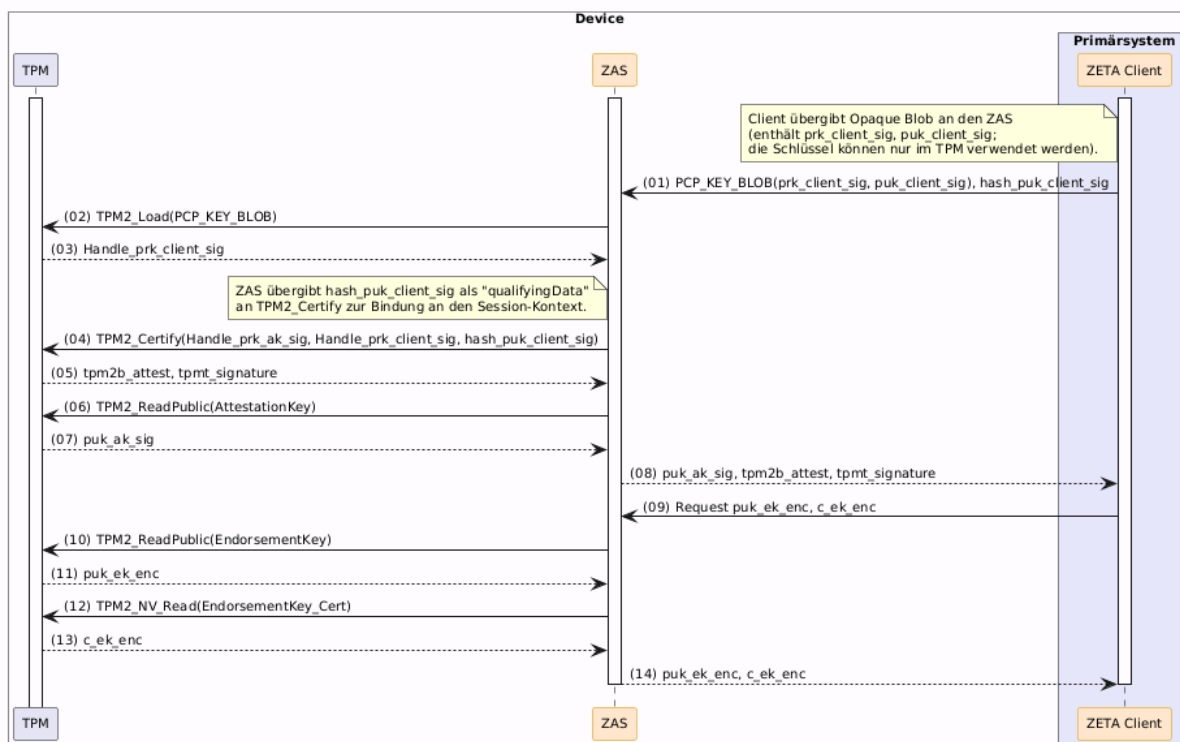 Device
Primärsystem
TPM
ZAS
ZETA Client
Client übergibt Opaque Blob an den ZAS
(enthält prk_client_sig, puk_client_sig;
die Schlüssel können nur im TPM verwendet werden).
(01) PCP_KEY_BLOB(prk_client_sig, puk_client_sig), hash_puk_client_sig
(02) TPM2_Load(PCP_KEY_BLOB)
(03) Handle_prk_client_sig
ZAS übergibt hash_puk_client_sig als "qualifyingData"
an TPM2_Certify zur Bindung an den Session-Kontext.
(04) TPM2_Certify(Handle_prk_ak_sig, Handle_prk_client_sig, hash_puk_client_sig)
(05) tpm2b_attest, tpmt_signature
(06) TPM2_ReadPublic(AttestationKey)
(07) puk_ak_sig
(08) puk_ak_sig, tpm2b_attest, tpmt_signature
(09) Request puk_ek_enc, c_ek_enc
(10) TPM2_ReadPublic(EndorsementKey)
(11) puk_ek_enc
(12) TPM2_NV_Read(EndorsementKey_Cert)
(13) c_ek_enc
(14) puk_ek_enc, c_ek_enc
TPM
ZAS
ZETA Client